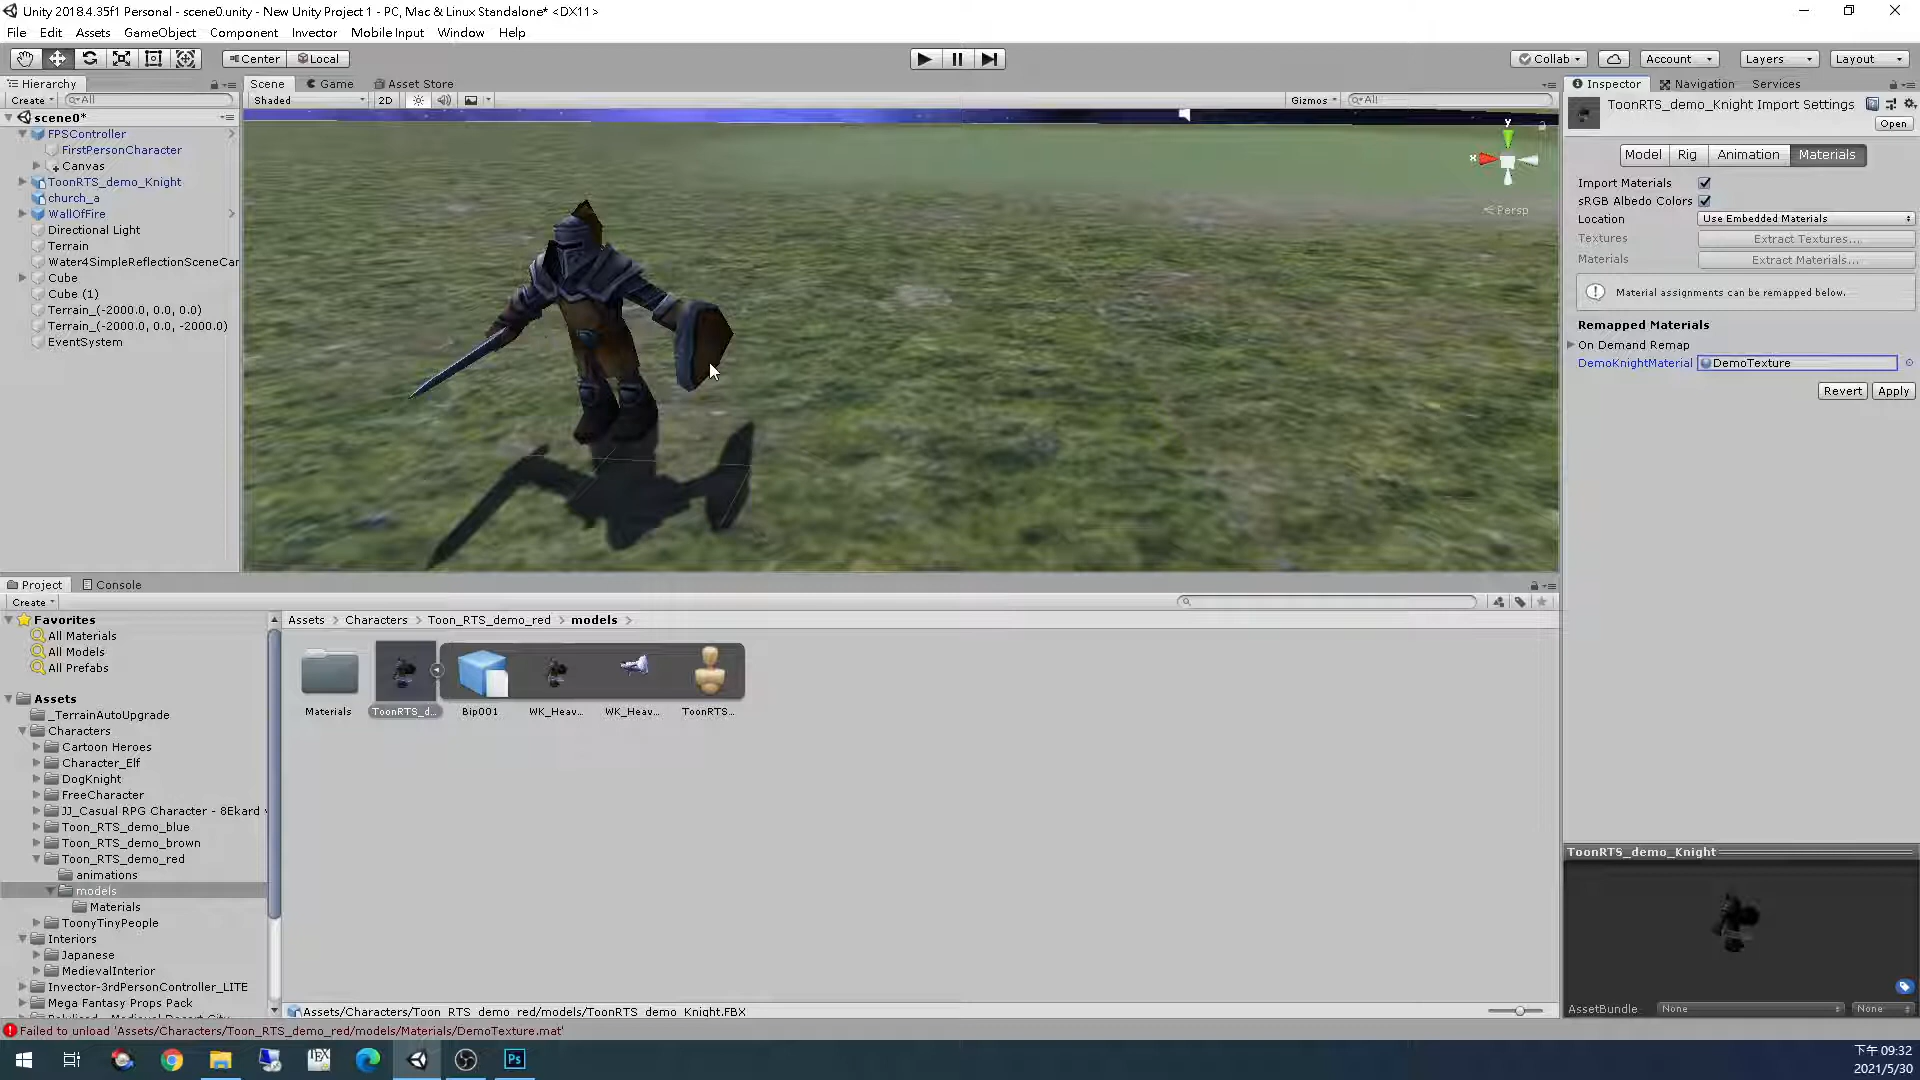 Unity 2018.4.35f1 Personal - scene0.unity - New Unity Project 1 - PC, Mac & Linux Standalone* <DX11>
File Edit Assets GameObject Component Invector Mobile Input Window Help
Center Local Collab Account Layers Layout
Hierarchy Scene Game Asset Store Inspector Navigation Services
Create All Shaded 2D Gizmos All
ToonRTS_demo_Knight Import Settings
Open
scene0*
FPSController
FirstPersonCharacter
Canvas
ToonRTS_demo_Knight
church_a
WallOfFire
Directional Light
Terrain
Water4SimpleReflectionSceneCar
Cube
Cube (1)
Terrain_(-2000.0, 0.0, 0.0)
Terrain_(-2000.0, 0.0, -2000.0)
EventSystem
y
x
Persp
Model Rig Animation Materials
Import Materials
sRGB Albedo Colors
Location Use Embedded Materials
Textures Extract Textures...
Materials Extract Materials...
Material assignments can be remapped below.
Remapped Materials
On Demand Remap
DemoKnightMaterial DemoTexture
Revert Apply
Project Console
Create
Favorites
All Materials
All Models
All Prefabs
Assets
_TerrainAutoUpgrade
Characters
Cartoon Heroes
Character_Elf
DogKnight
FreeCharacter
JJ_Casual RPG Character - 8Ekard
Toon_RTS_demo_blue
Toon_RTS_demo_brown
Toon_RTS_demo_red
animations
models
Materials
ToonyTinyPeople
Interiors
Japanese
MedievalInterior
Invector-3rdPersonController_LITE
Mega Fantasy Props Pack
Assets > Characters > Toon_RTS_demo_red > models >
Materials ToonRTS_d... Bip001 WK_Heav... WK_Heav... ToonRTS...
Assets/Characters/Toon_RTS_demo_red/models/ToonRTS_demo_Knight.FBX
ToonRTS_demo_Knight
AssetBundle None None
Failed to unload 'Assets/Characters/Toon_RTS_demo_red/models/Materials/DemoTexture.mat'
TEX
Ps
下午 09:32
2021/5/30